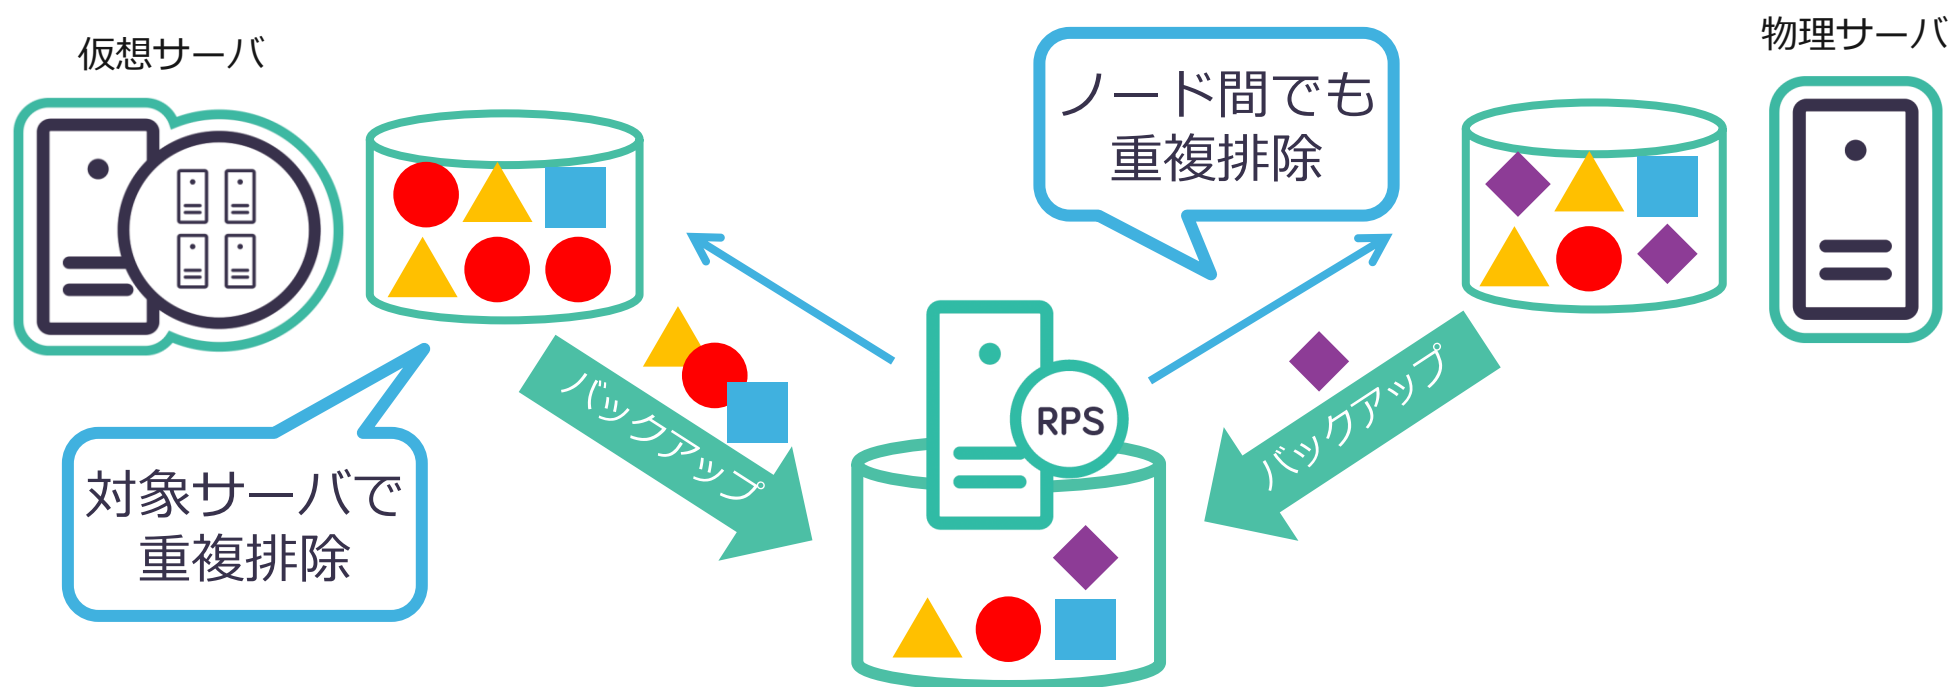 仮想サーバ
物理サーバ
ノード間でも
重複排除
対象サーバで
重複排除
バックアップ
バックアップ
RPS